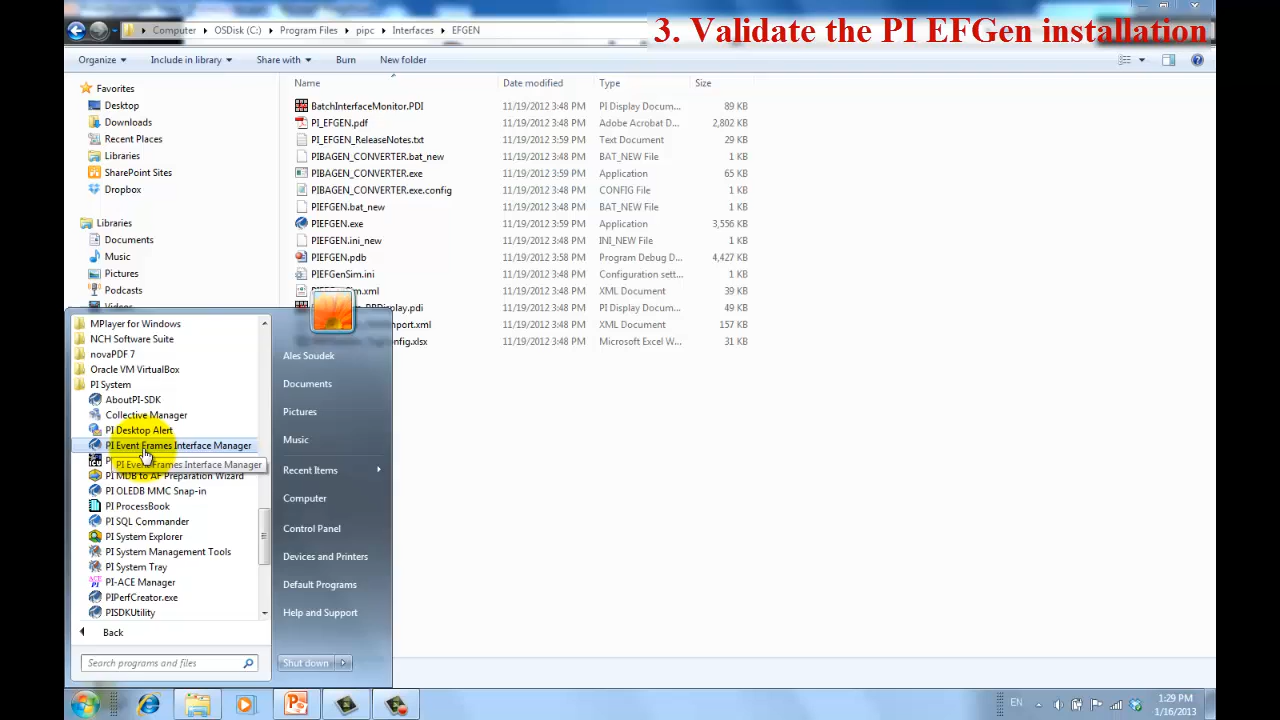 3. Validate the PI EFGen installation
Computer OSDisk (C:) Program Files pipc Interfaces EFGEN
Organize Include in library Share with Burn New folder
Name Date modified Type Size
Favorites
Desktop
Downloads
Recent Places
Libraries
SharePoint Sites
Dropbox
Libraries
Documents
Music
Pictures
Podcasts
Videos
BatchInterfaceMonitor.PDI 11/19/2012 3:48 PM PI Display Docum... 89 KB
PI_EFGEN.pdf 11/19/2012 3:48 PM Adobe Acrobat D... 2,802 KB
PI_EFGEN_ReleaseNotes.txt 11/19/2012 3:59 PM Text Document 29 KB
PIBAGEN_CONVERTER.bat_new 11/19/2012 3:48 PM BAT_NEW File 1 KB
PIBAGEN_CONVERTER.exe 11/19/2012 3:59 PM Application 65 KB
PIBAGEN_CONVERTER.exe.config 11/19/2012 3:48 PM CONFIG File 1 KB
PIEFGEN.bat_new 11/19/2012 3:48 PM BAT_NEW File 1 KB
PIEFGEN.exe 11/19/2012 3:59 PM Application 3,556 KB
PIEFGEN.ini_new 11/19/2012 3:48 PM INI_NEW File 1 KB
PIEFGEN.pdb 11/19/2012 3:58 PM Program Debug D... 4,427 KB
PIEFGenSim.ini 11/19/2012 3:48 PM Configuration sett... 1 KB
Sim.xml 11/19/2012 3:48 PM XML Document 1 KB
Display.pdi 11/19/2012 3:48 PM PI Display Docum... 49 KB
port.xml 11/19/2012 3:48 PM XML Document 157 KB
onfig.xlsx 11/19/2012 3:48 PM Microsoft Excel W... 31 KB
MPlayer for Windows
NCH Software Suite
novaPDF 7
Oracle VM VirtualBox
PI System
AboutPI-SDK
Collective Manager
PI Desktop Alert
PI Event Frames Interface Manager
PI Event Frames Interface Manager
PI MDB to AF Preparation Wizard
PI OLEDB MMC Snap-in
PI ProcessBook
PI SQL Commander
PI System Explorer
PI System Management Tools
PI System Tray
PI-ACE Manager
PIPerfCreator.exe
PISDKUtility
Back
Search programs and files
Ales Soudek
Documents
Pictures
Music
Recent Items
Computer
Control Panel
Devices and Printers
Default Programs
Help and Support
Shut down
EN
1:29 PM
1/16/2013